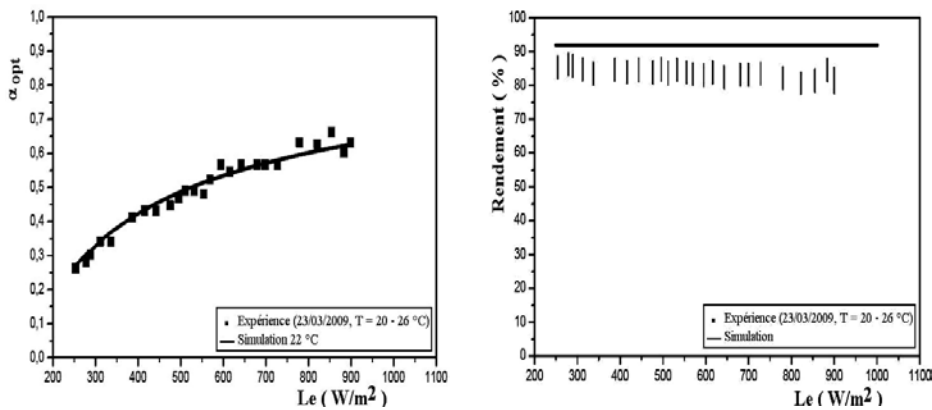 1,0
0,9
0,8
0,7
0,6
0,5
0,4
0,3
0,2
0,1
0,0
α opt
Expérience (23/03/2009, T = 20 - 26 °C)
Simulation 22 °C
200 300 400 500 600 700 800 900 1000 1100
Le ( W/m² )
100
90
80
70
60
50
40
30
20
10
0
Rendement ( % )
Expérience (23/03/2009, T = 20 - 26 °C)
Simulation
200 300 400 500 600 700 800 900 1000 1100
Le ( W/m² )